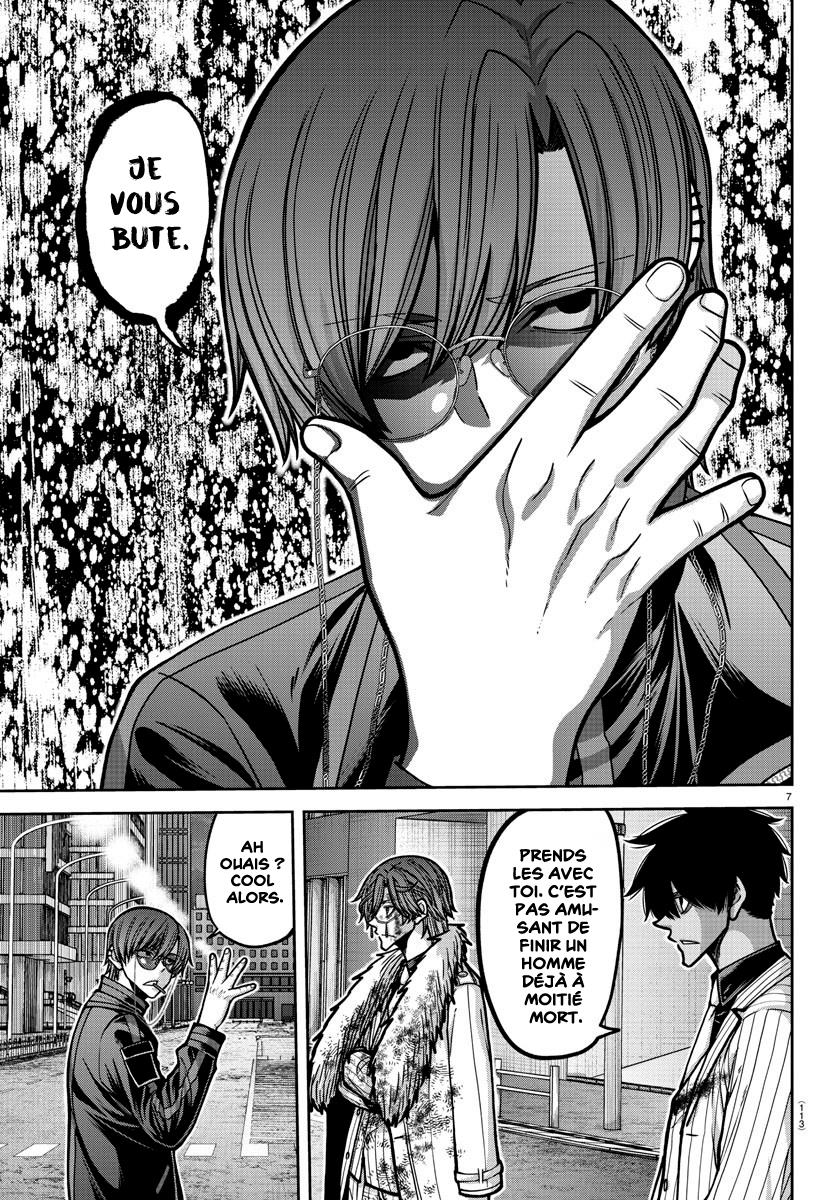 JE
VOUS
BUTE.
7
PRENDS
LES AVEC
TOI. C'EST
PAS AMU-
SANT DE
FINIR UN
HOMME
DÉJÀ À
MOITIÉ
MORT.
AH
OUAIS ?
COOL
ALORS.
(113)